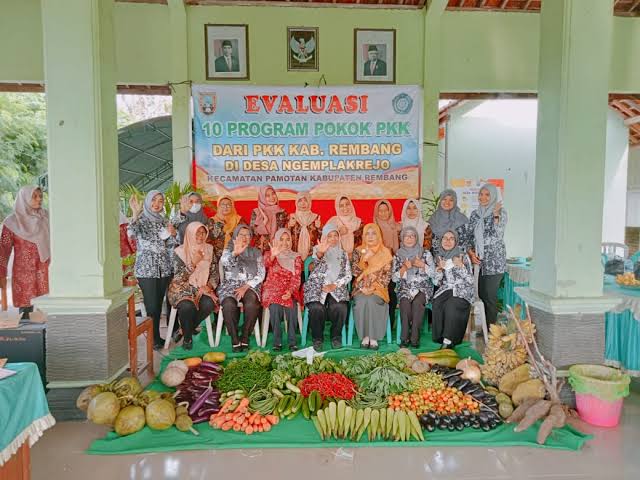 EVALUASI
10 PROGRAM POKOK PKK
DARI PKK KAB. REMBANG
DI DESA NGEMPLAKREJO
KECAMATAN PAMOTAN KABUPATEN REMBANG